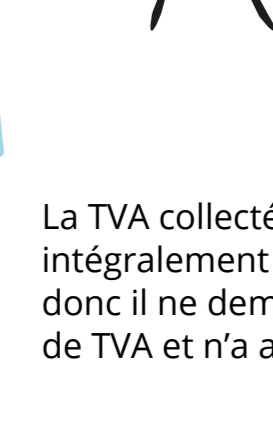 La TVA collecté
intégralement
donc il ne dem
de TVA et n'a a